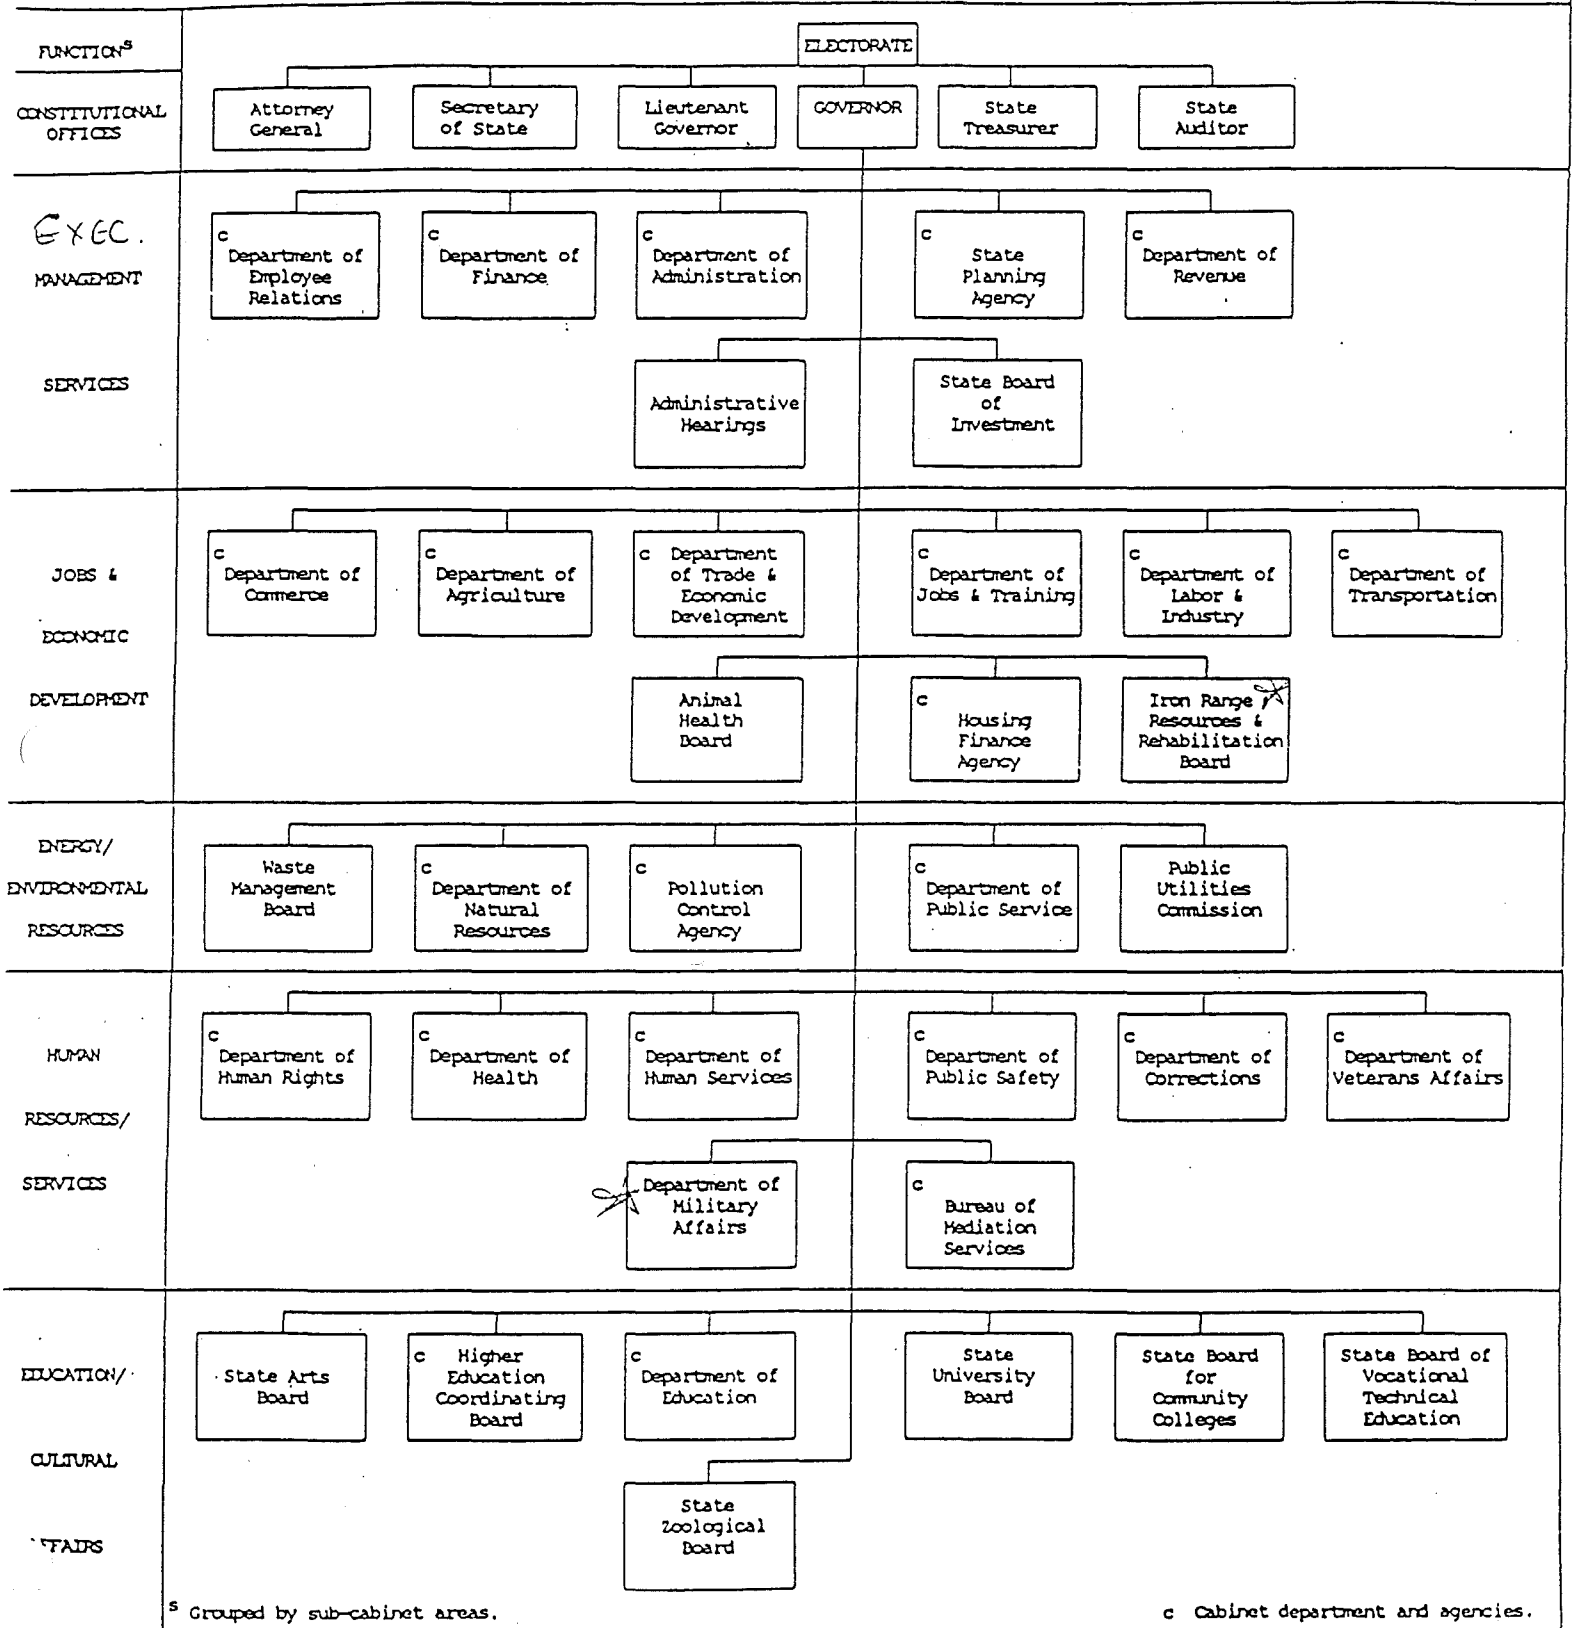 FUNCTIONS
ELECTORATE
CONSTITUTIONAL
OFFICES
Attorney
General
Secretary
of State
Lieutenant
Governor
GOVERNOR
State
Treasurer
State
Auditor
EXEC.
MANAGEMENT
SERVICES
c
Department of
Employee
Relations
c
Department of
Finance
c
Department of
Administration
c
State
Planning
Agency
c
Department of
Revenue
Administrative
Hearings
State Board
of
Investment
JOBS &
ECONOMIC
DEVELOPMENT
c
Department of
Commerce
c
Department of
Agriculture
c Department
of Trade &
Economic
Development
c
Department of
Jobs & Training
c
Department of
Labor &
Industry
c
Department of
Transportation
Animal
Health
Board
c
Housing
Finance
Agency
Iron Range
Resources &
Rehabilitation
Board
ENERGY/
ENVIRONMENTAL
RESOURCES
Waste
Management
Board
c
Department of
Natural
Resources
c
Pollution
Control
Agency
c
Department of
Public Service
Public
Utilities
Commission
HUMAN
RESOURCES/
SERVICES
c
Department of
Human Rights
c
Department of
Health
c
Department of
Human Services
c
Department of
Public Safety
c
Department of
Corrections
c
Department of
Veterans Affairs
Department of
Military
Affairs
c
Bureau of
Mediation
Services
EDUCATION/
CULTURAL
FFAIRS
State Arts
Board
c Higher
Education
Coordinating
Board
c
Department of
Education
State
University
Board
State Board
for
Community
Colleges
State Board of
Vocational
Technical
Education
State
Zoological
Board
s Grouped by sub-cabinet areas.
c Cabinet department and agencies.